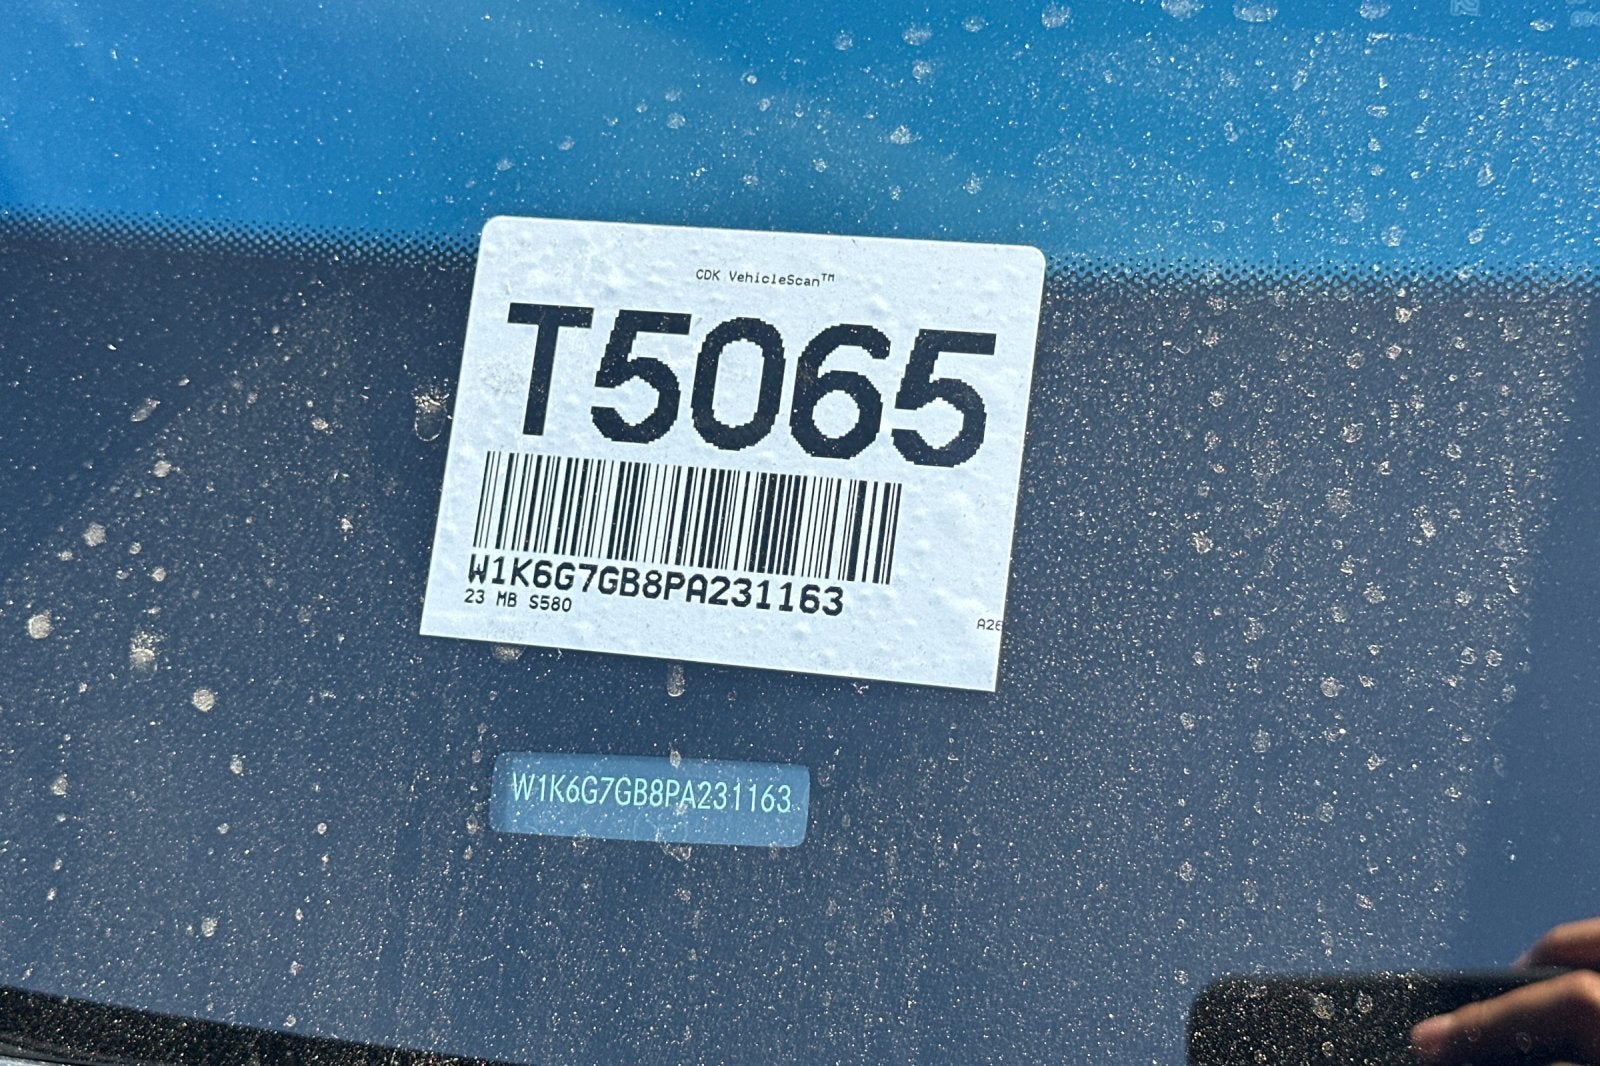 CDK VehicleScan™
T5065
W1K6G7GB8PA231163
23 MB S580
A26
W1K6G7GB8PA231163